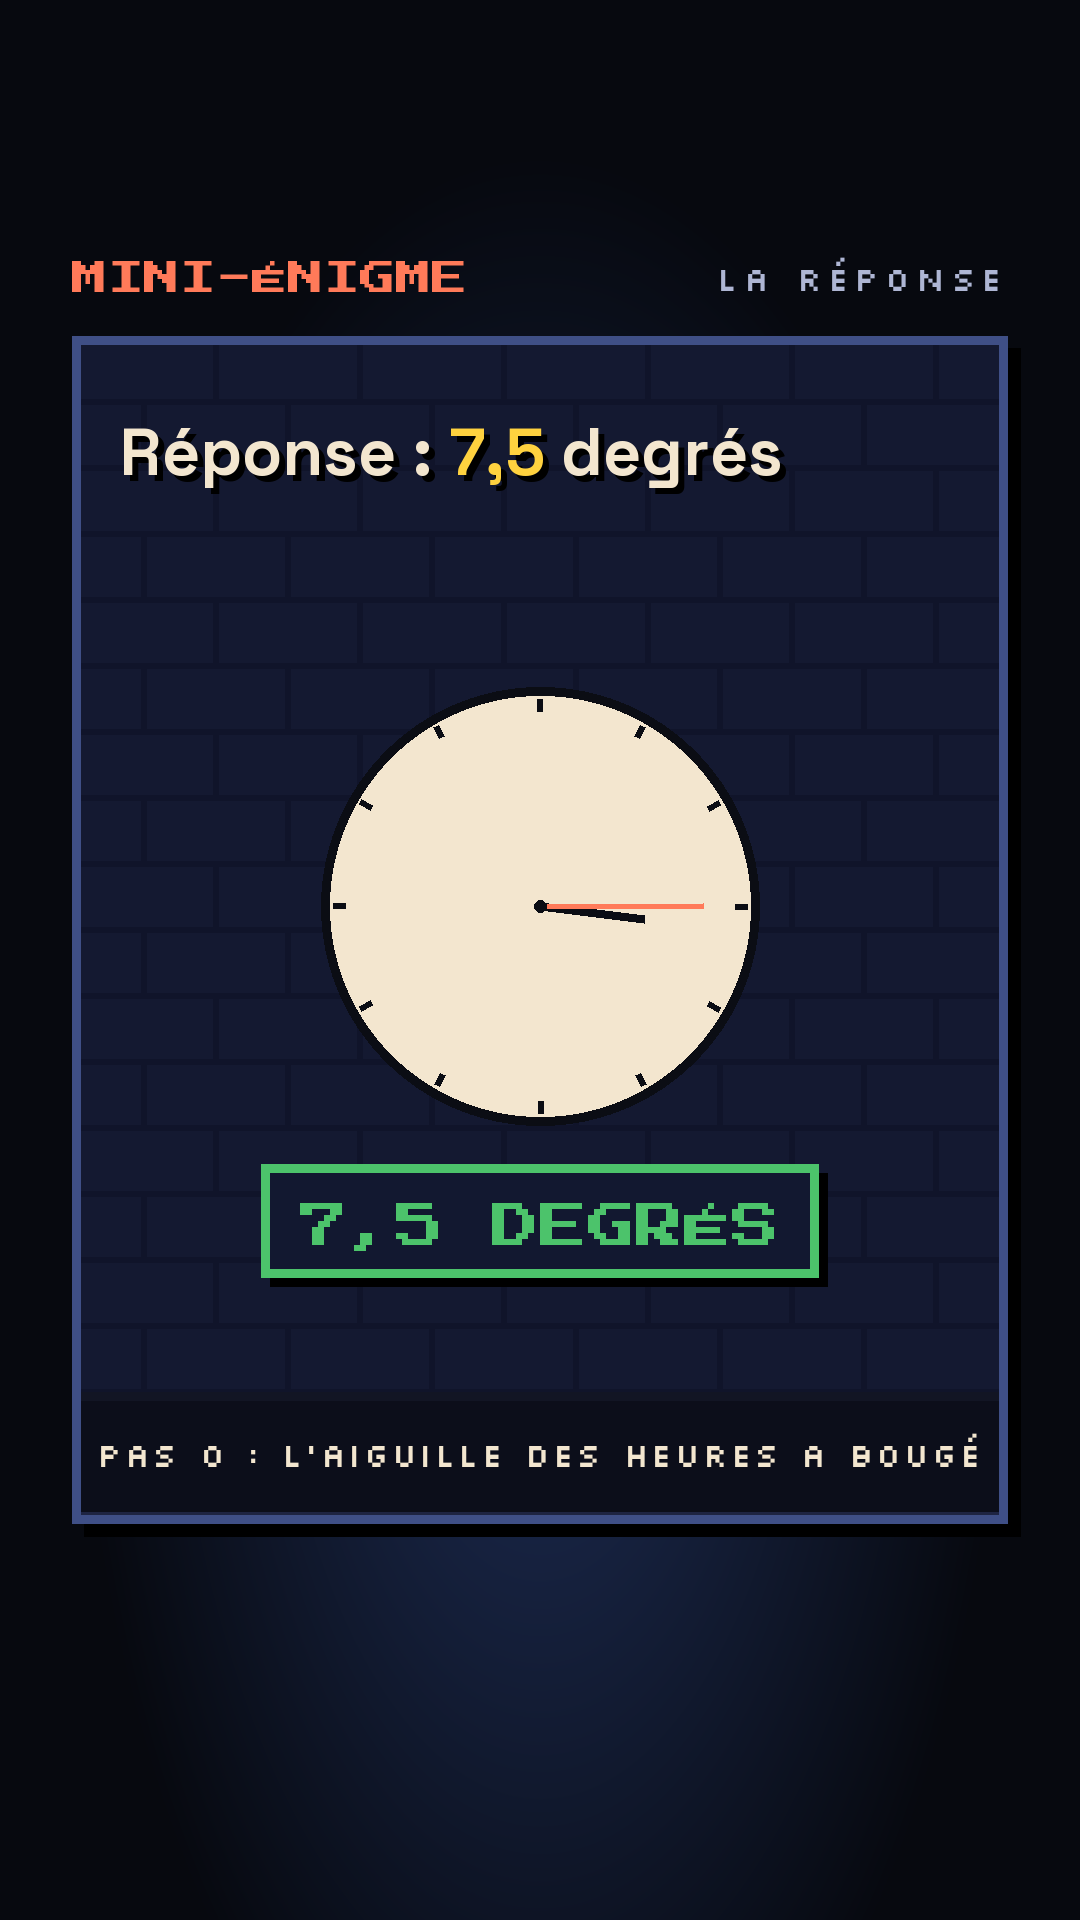 MINI-éNIGME
LA RÉPONSE
Réponse : 7,5 degrés
7,5 DEGRéS
PAS 0 : L'AIGUILLE DES HEURES A BOUGÉ